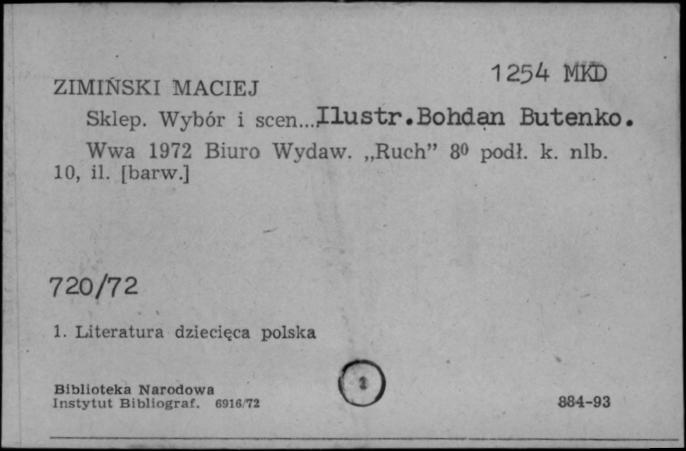 1254 MKD
ZIMIŃSKI MACIEJ
Sklep. Wybór i scen...Ilustr.Bohdan Butenko.
Wwa 1972 Biuro Wydaw. „Ruch” 8⁰ podł. k. nlb.
10, il. [barw.]
720/72
1. Literatura dziecięca polska
Biblioteka Narodowa
Instytut Bibliograf. 6916/72
884-93